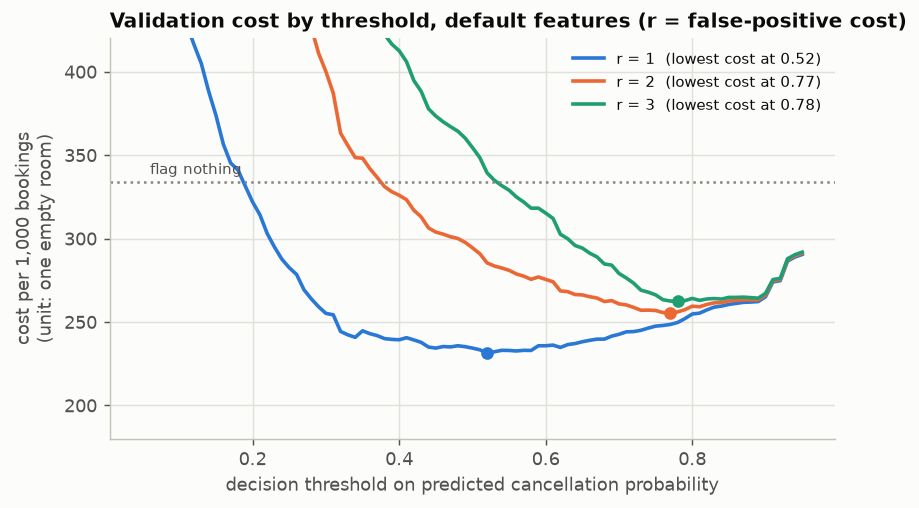 Validation cost by threshold, default features (r = false-positive cost)
r = 1  (lowest cost at 0.52)
r = 2  (lowest cost at 0.77)
r = 3  (lowest cost at 0.78)
flag nothing
cost per 1,000 bookings
(unit: one empty room)
400
350
300
250
200
0.2
0.4
0.6
0.8
decision threshold on predicted cancellation probability